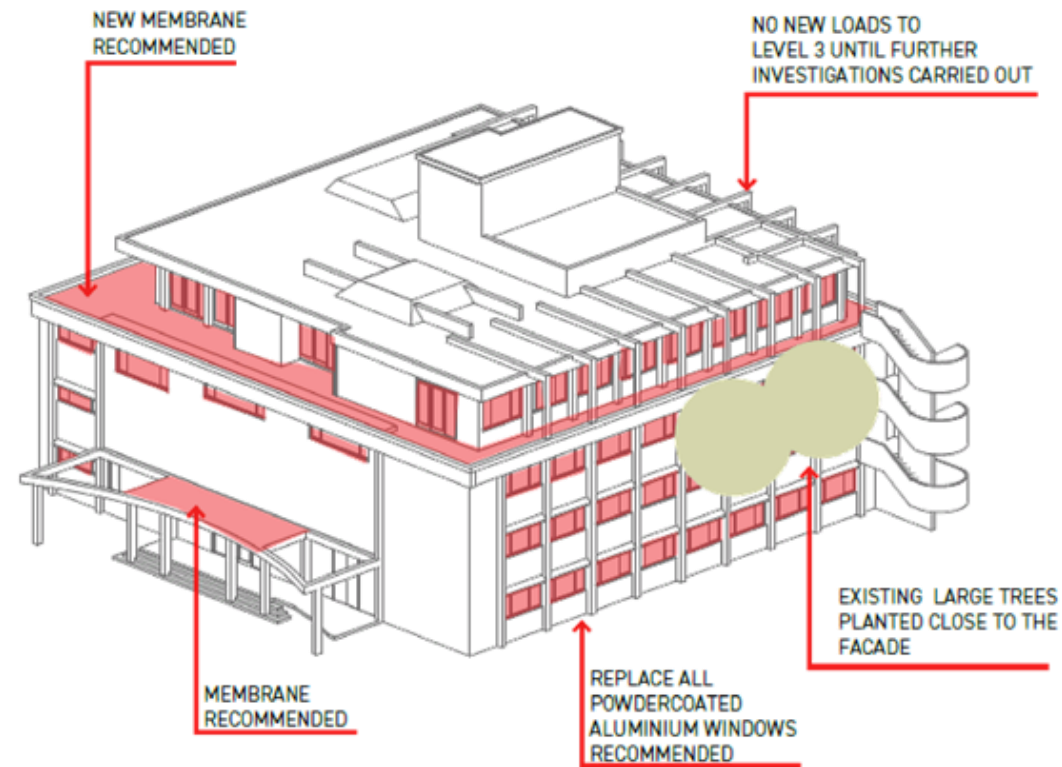 NEW MEMBRANE
RECOMMENDED
NO NEW LOADS TO
LEVEL 3 UNTIL FURTHER
INVESTIGATIONS CARRIED OUT
EXISTING LARGE TREES
PLANTED CLOSE TO THE
FACADE
MEMBRANE
RECOMMENDED
REPLACE ALL
POWDERCOATED
ALUMINIUM WINDOWS
RECOMMENDED